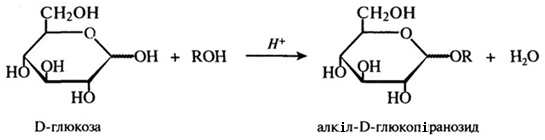 CH₂OH
O
OH
HO
OH
HO
+ ROH
H⁺
CH₂OH
O
OR
HO
OH
HO
+ H₂O
D-глюкоза
алкіл-D-глюкопіранозид